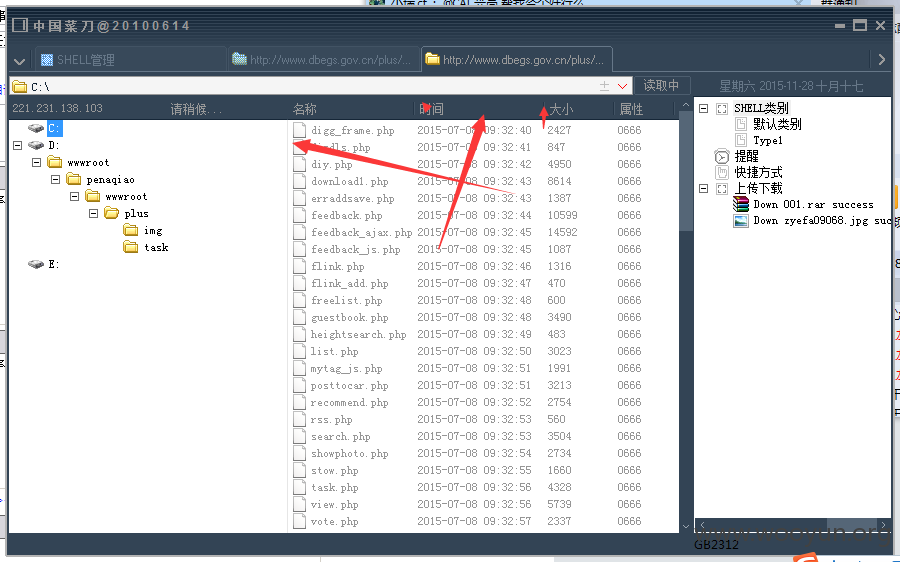 中国菜刀@20100614
SHELL管理
http://www.dbegs.gov.cn/plus/...
http://www.dbegs.gov.cn/plus/...
C:\
读取中
星期六 2015-11-28 十月十七
221.231.138.103
请稍候...
名称 时间 大小 属性
C:
D:
wwwroot
penaqiao
wwwroot
plus
img
task
E:
digg_frame.php 2015-07-08 09:32:40 2427 0666
2015-07-08 09:32:41 847 0666
diy.php 2015-07-08 09:32:42 4950 0666
download1.php 2015-07-08 09:32:43 8614 0666
erraddsave.php 2015-07-08 09:32:43 1387 0666
feedback.php 2015-07-08 09:32:44 10599 0666
feedback_ajax.php 2015-07-08 09:32:45 14592 0666
feedback_js.php 2015-07-08 09:32:45 1087 0666
flink.php 2015-07-08 09:32:46 1316 0666
flink_add.php 2015-07-08 09:32:47 470 0666
freelist.php 2015-07-08 09:32:48 600 0666
guestbook.php 2015-07-08 09:32:48 3490 0666
heightsearch.php 2015-07-08 09:32:49 483 0666
list.php 2015-07-08 09:32:50 3023 0666
mytag_js.php 2015-07-08 09:32:51 1991 0666
posttocar.php 2015-07-08 09:32:51 3213 0666
recommend.php 2015-07-08 09:32:52 2754 0666
rss.php 2015-07-08 09:32:53 560 0666
search.php 2015-07-08 09:32:53 3504 0666
showphoto.php 2015-07-08 09:32:54 2734 0666
stow.php 2015-07-08 09:32:55 1660 0666
task.php 2015-07-08 09:32:56 4328 0666
view.php 2015-07-08 09:32:56 5739 0666
vote.php 2015-07-08 09:32:57 2337 0666
SHELL类别
默认类别
Type1
提醒
快捷方式
上传下载
Down 001.rar success
Down zyefa09068.jpg suc
GB2312